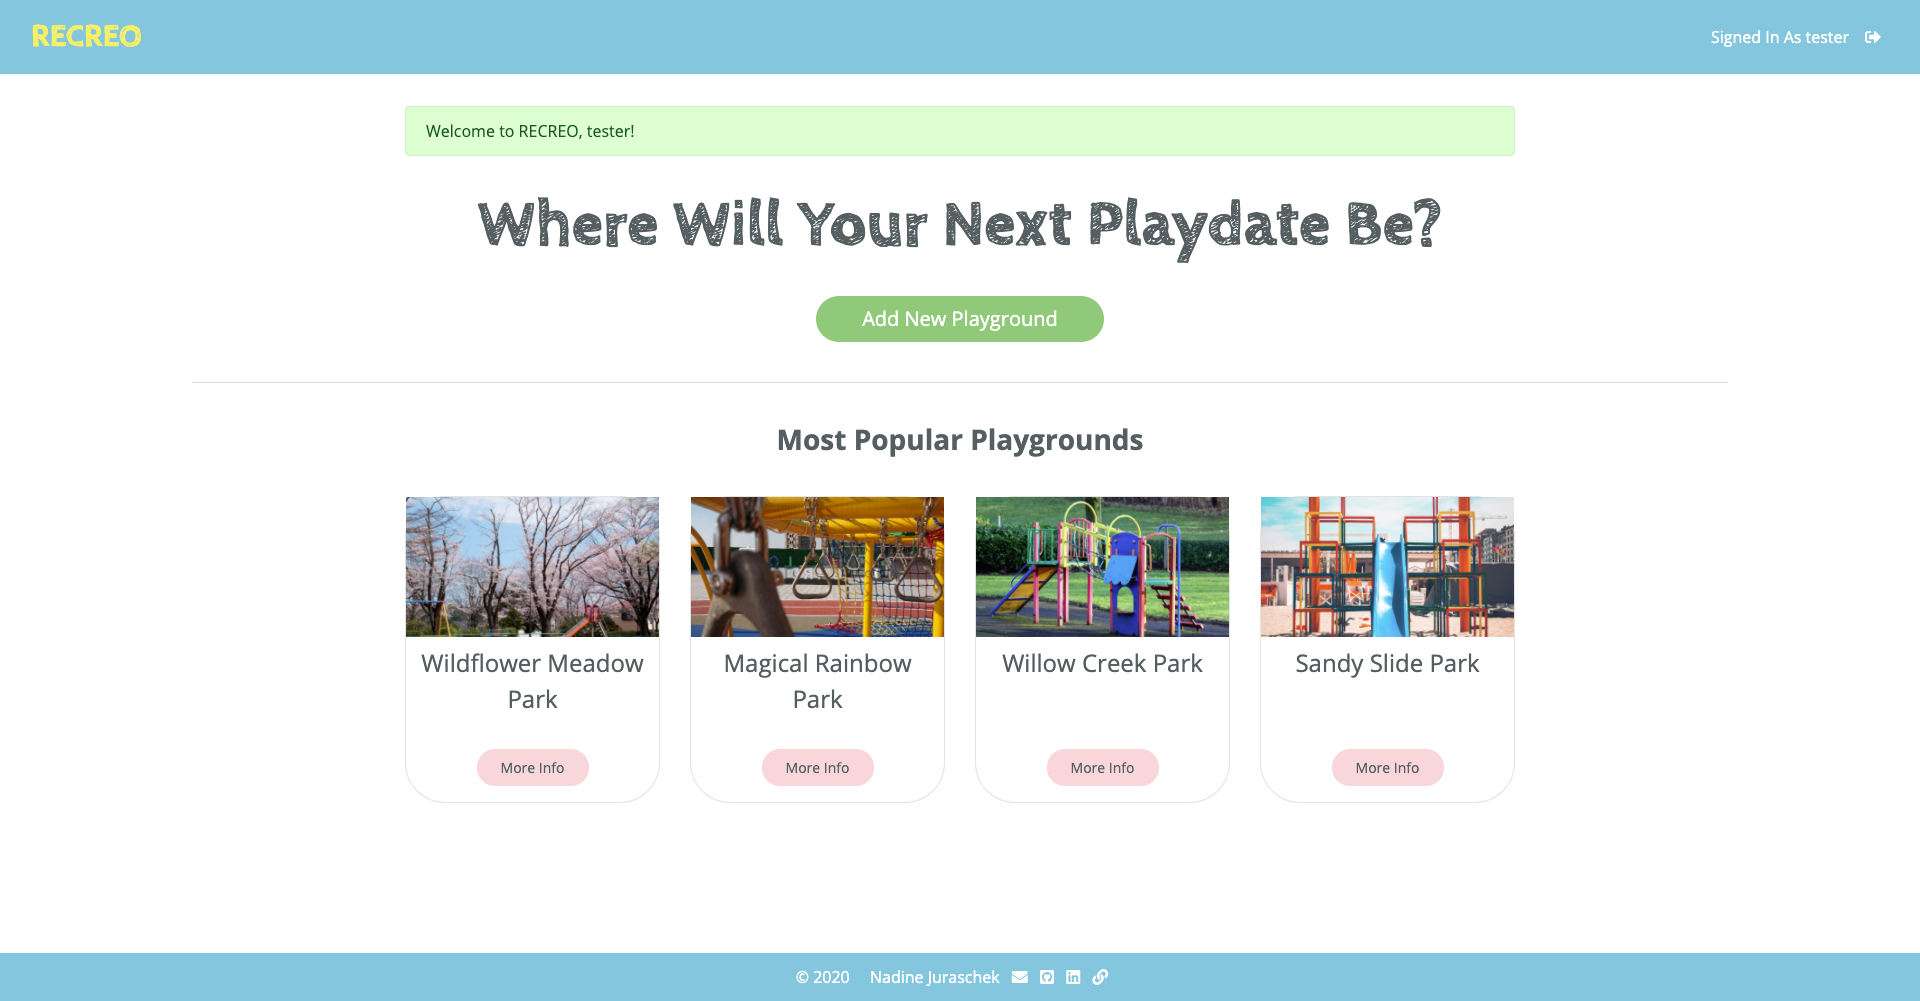 RECREO
Signed In As tester
Welcome to RECREO, tester!
Where Will Your Next Playdate Be?
Add New Playground
Most Popular Playgrounds
Wildflower Meadow
Park
More Info
Magical Rainbow
Park
More Info
Willow Creek Park
More Info
Sandy Slide Park
More Info
© 2020 Nadine Juraschek